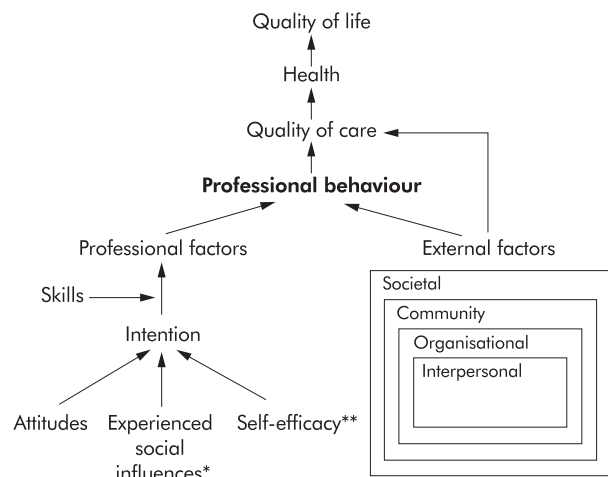 Quality of life
Health
Quality of care
Professional behaviour
Professional factors
External factors
Skills
Intention
Attitudes
Experienced
social
influences*
Self-efficacy**
Societal
Community
Organisational
Interpersonal